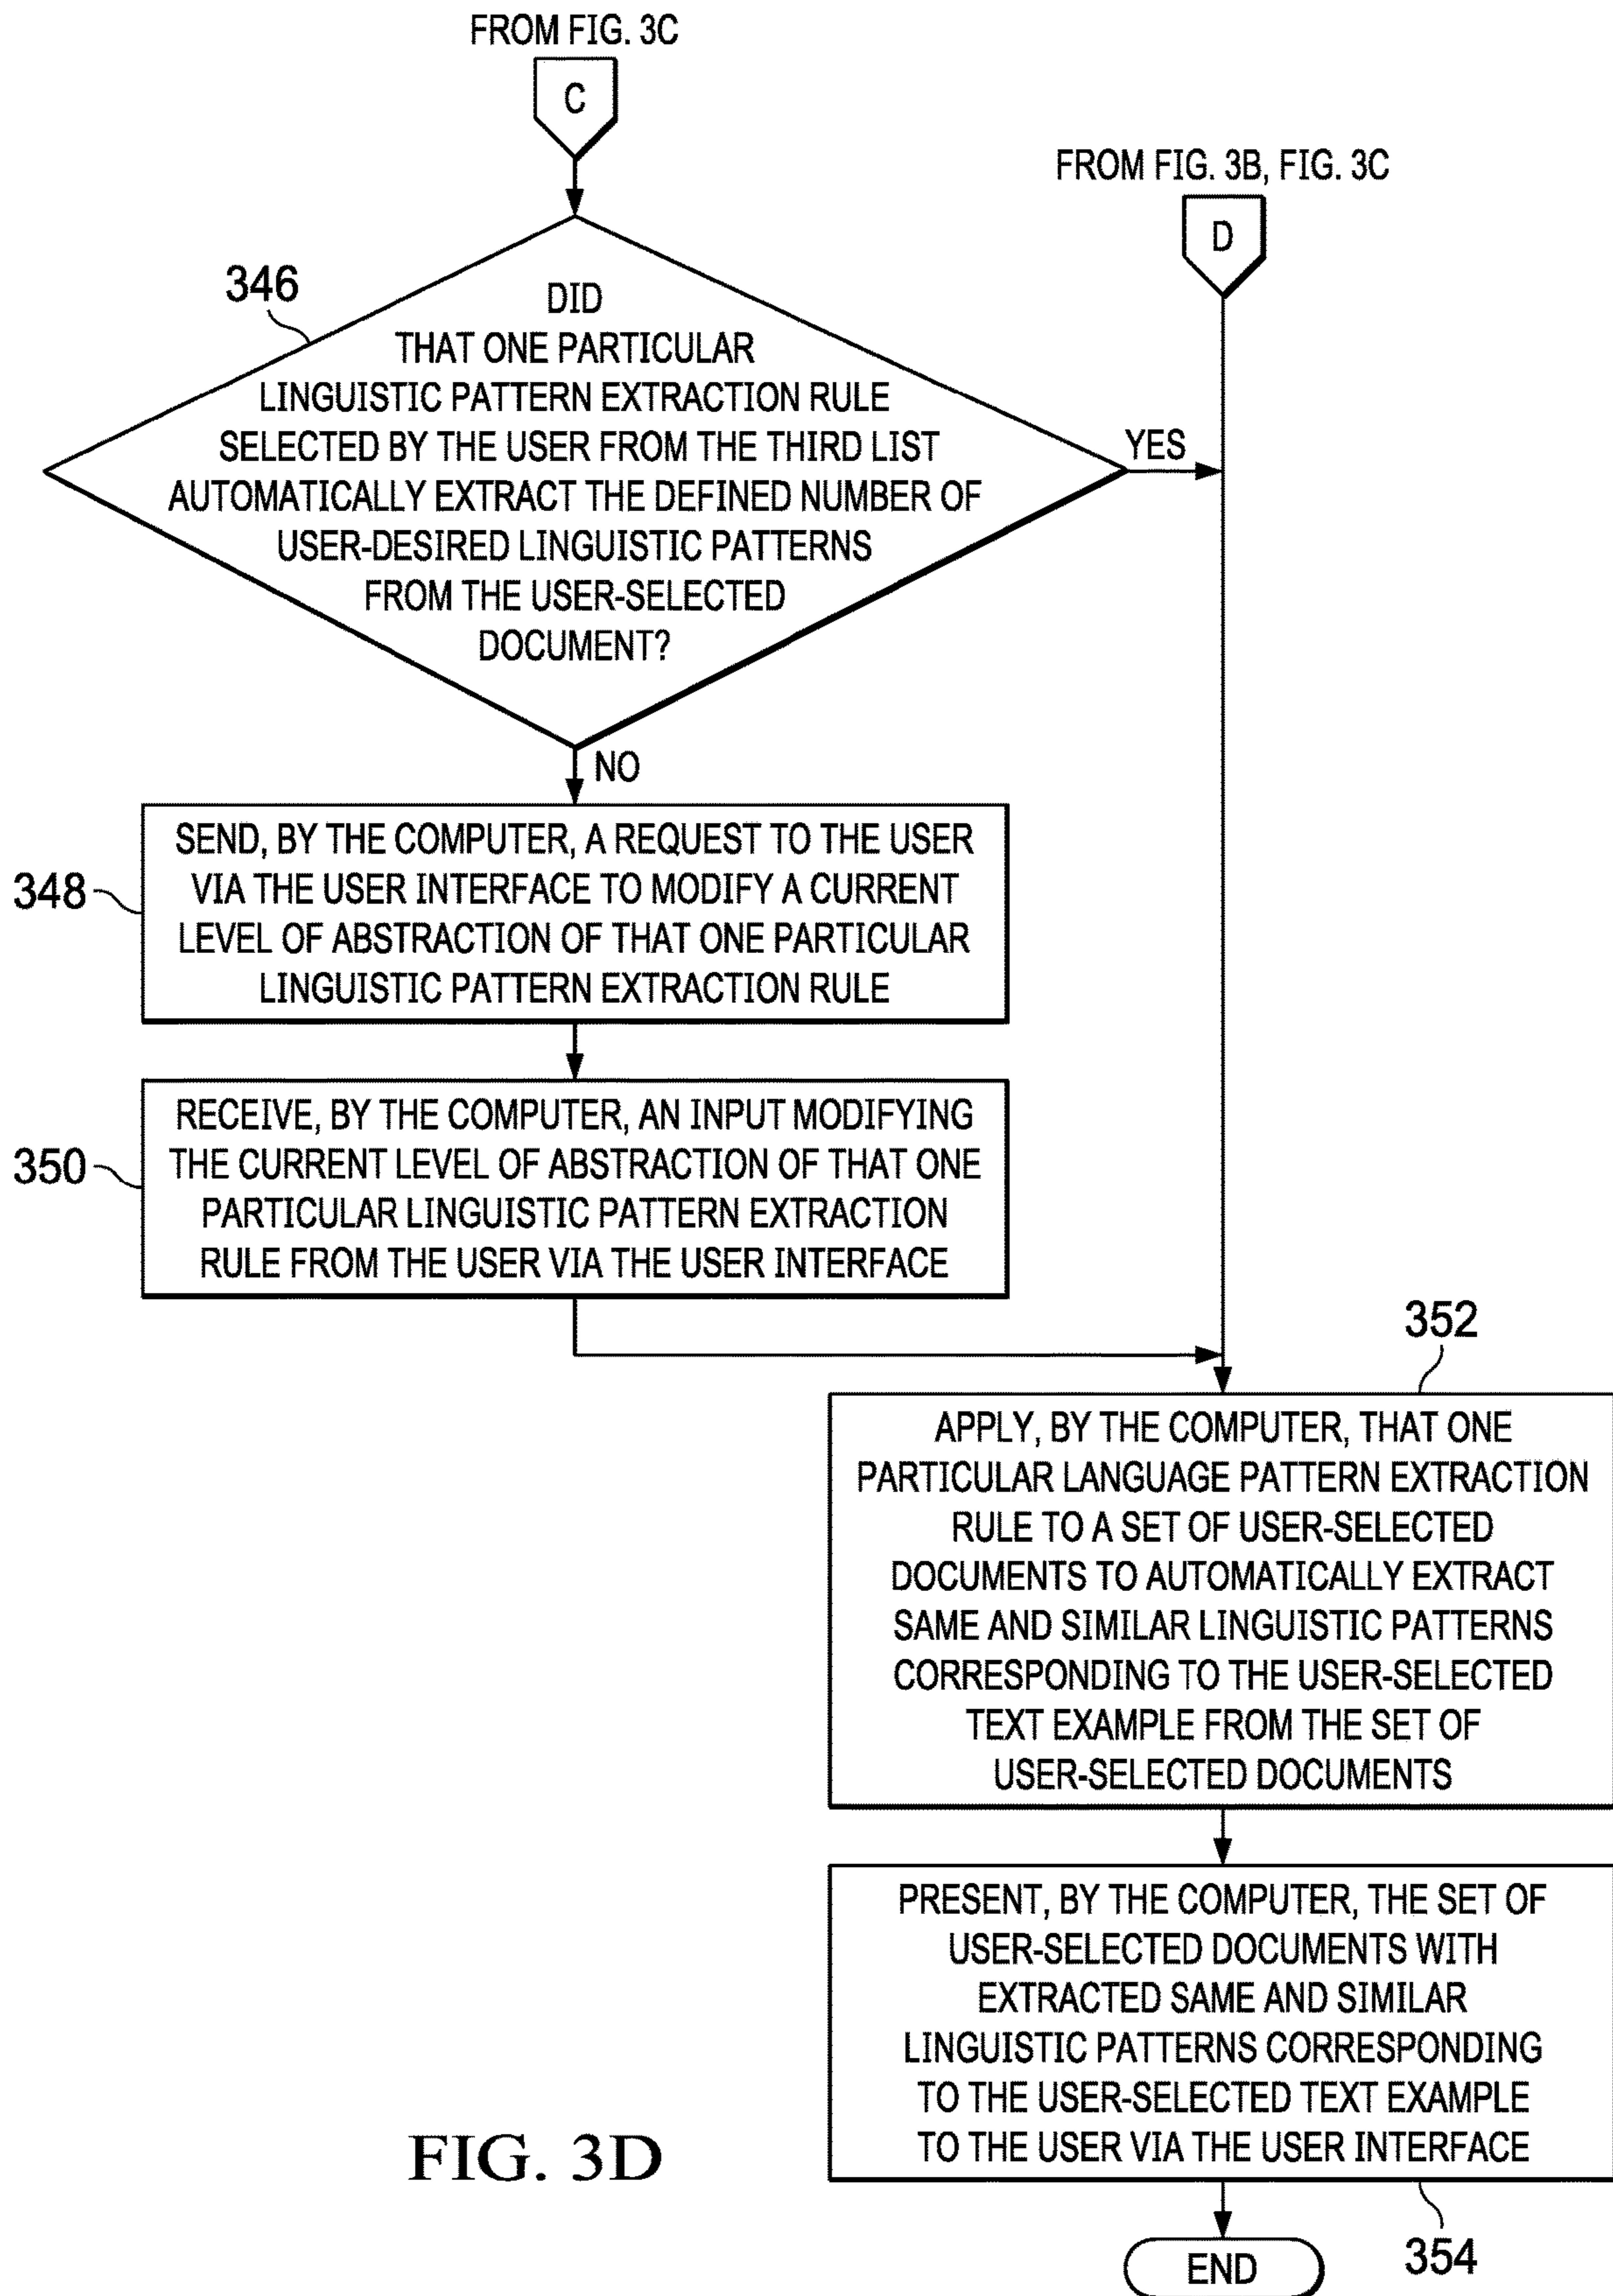 FROM FIG. 3C
C
FROM FIG. 3B, FIG. 3C
D
346
DID
THAT ONE PARTICULAR
LINGUISTIC PATTERN EXTRACTION RULE
SELECTED BY THE USER FROM THE THIRD LIST
AUTOMATICALLY EXTRACT THE DEFINED NUMBER OF
USER-DESIRED LINGUISTIC PATTERNS
FROM THE USER-SELECTED
DOCUMENT?
YES
NO
348
SEND, BY THE COMPUTER, A REQUEST TO THE USER
VIA THE USER INTERFACE TO MODIFY A CURRENT
LEVEL OF ABSTRACTION OF THAT ONE PARTICULAR
LINGUISTIC PATTERN EXTRACTION RULE
350
RECEIVE, BY THE COMPUTER, AN INPUT MODIFYING
THE CURRENT LEVEL OF ABSTRACTION OF THAT ONE
PARTICULAR LINGUISTIC PATTERN EXTRACTION
RULE FROM THE USER VIA THE USER INTERFACE
352
APPLY, BY THE COMPUTER, THAT ONE
PARTICULAR LANGUAGE PATTERN EXTRACTION
RULE TO A SET OF USER-SELECTED
DOCUMENTS TO AUTOMATICALLY EXTRACT
SAME AND SIMILAR LINGUISTIC PATTERNS
CORRESPONDING TO THE USER-SELECTED
TEXT EXAMPLE FROM THE SET OF
USER-SELECTED DOCUMENTS
PRESENT, BY THE COMPUTER, THE SET OF
USER-SELECTED DOCUMENTS WITH
EXTRACTED SAME AND SIMILAR
LINGUISTIC PATTERNS CORRESPONDING
TO THE USER-SELECTED TEXT EXAMPLE
TO THE USER VIA THE USER INTERFACE
354
END
FIG. 3D